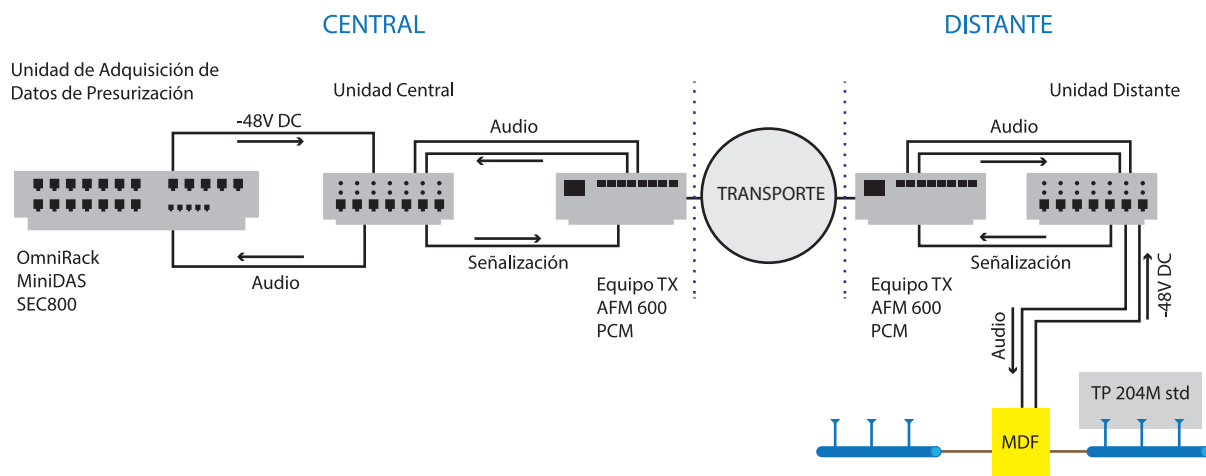 CENTRAL
DISTANTE
Unidad de Adquisición de
Datos de Presurización
Unidad Central
Unidad Distante
-48V DC
Audio
Audio
TRANSPORTE
OmniRack
MiniDAS
SEC800
Audio
Señalización
Señalización
Equipo TX
AFM 600
PCM
Equipo TX
AFM 600
PCM
-48V DC
Audio
TP 204M std
MDF